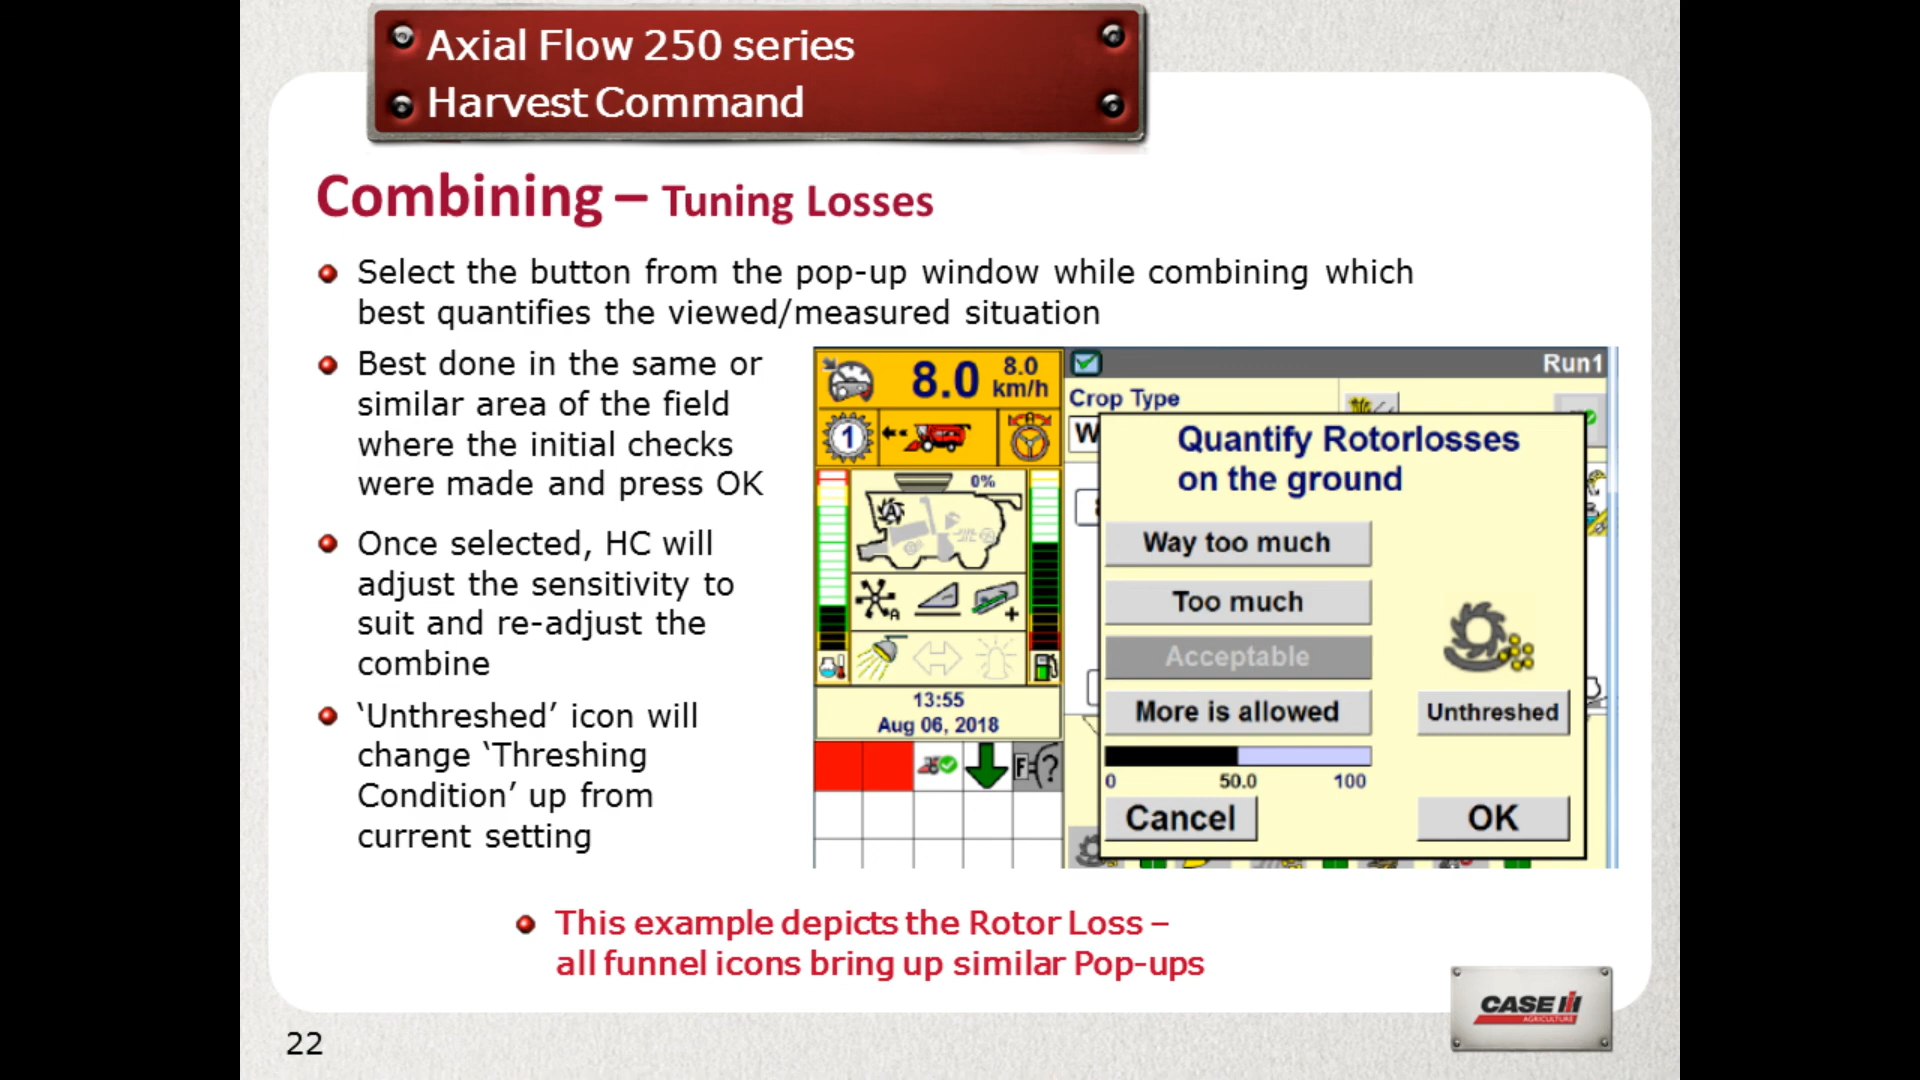 Axial Flow 250 series
Harvest Command
Combining – Tuning Losses
Select the button from the pop-up window while combining which
best quantifies the viewed/measured situation
Best done in the same or
similar area of the field
where the initial checks
were made and press OK
Once selected, HC will
adjust the sensitivity to
suit and re-adjust the
combine
‘Unthreshed’ icon will
change ‘Threshing
Condition’ up from
current setting
8.0
8.0
km/h
1
0%
A
A
13:55
Aug 06, 2018
F
?
Run1
Crop Type
W
Quantify Rotorlosses
on the ground
Way too much
Too much
Acceptable
More is allowed
Unthreshed
0
50.0
100
Cancel
OK
This example depicts the Rotor Loss –
all funnel icons bring up similar Pop-ups
CASE IH
AGRICULTURE
22